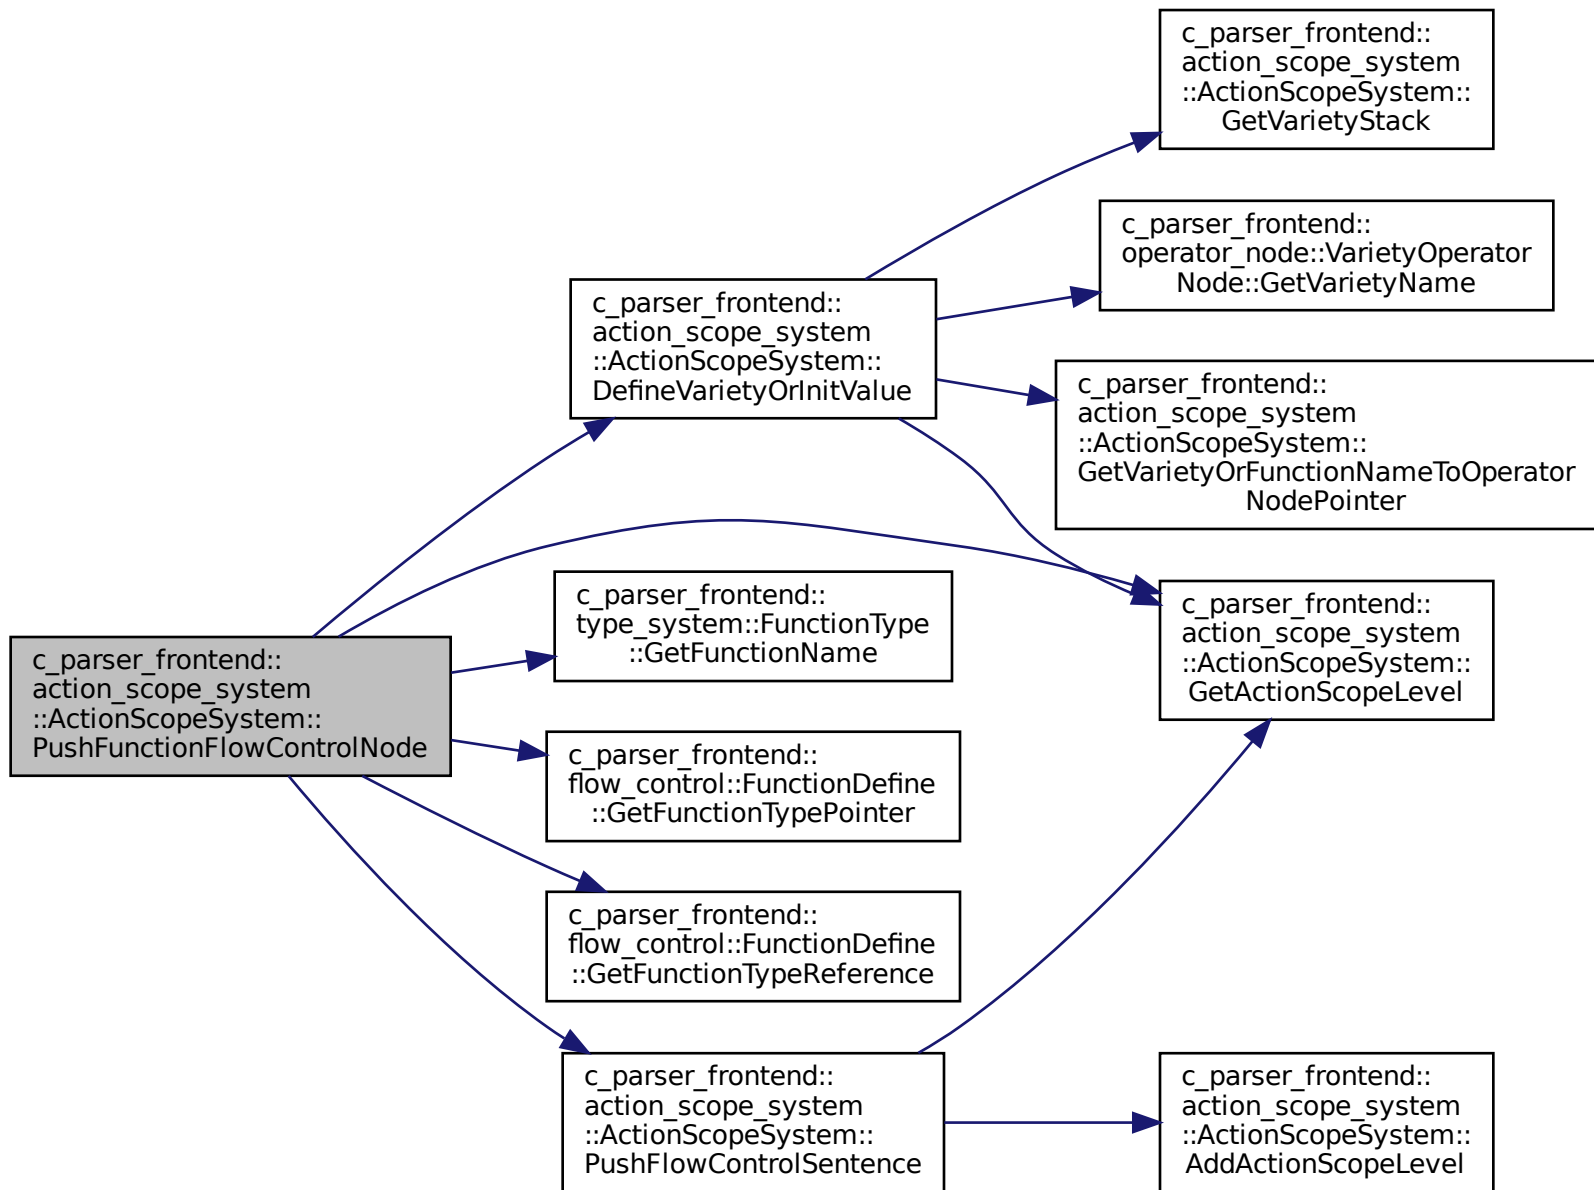 c_parser_frontend::
action_scope_system
::ActionScopeSystem::
GetVarietyStack
c_parser_frontend::
operator_node::VarietyOperator
Node::GetVarietyName
c_parser_frontend::
action_scope_system
::ActionScopeSystem::
DefineVarietyOrInitValue
c_parser_frontend::
action_scope_system
::ActionScopeSystem::
GetVarietyOrFunctionNameToOperator
NodePointer
c_parser_frontend::
type_system::FunctionType
::GetFunctionName
c_parser_frontend::
action_scope_system
::ActionScopeSystem::
GetActionScopeLevel
c_parser_frontend::
action_scope_system
::ActionScopeSystem::
PushFunctionFlowControlNode
c_parser_frontend::
flow_control::FunctionDefine
::GetFunctionTypePointer
c_parser_frontend::
flow_control::FunctionDefine
::GetFunctionTypeReference
c_parser_frontend::
action_scope_system
::ActionScopeSystem::
PushFlowControlSentence
c_parser_frontend::
action_scope_system
::ActionScopeSystem::
AddActionScopeLevel